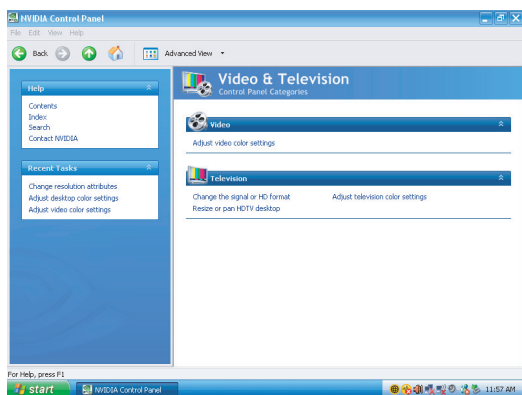 NVIDIA Control Panel
File Edit View Help
Back
Advanced View
Help
Contents
Index
Search
Contact NVIDIA
Recent Tasks
Change resolution attributes
Adjust desktop color settings
Adjust video color settings
Video & Television
Control Panel Categories
Video
Adjust video color settings
Television
Change the signal or HD format
Adjust television color settings
Resize or pan HDTV desktop
For Help, press F1
start
NVIDIA Control Panel
11:57 AM